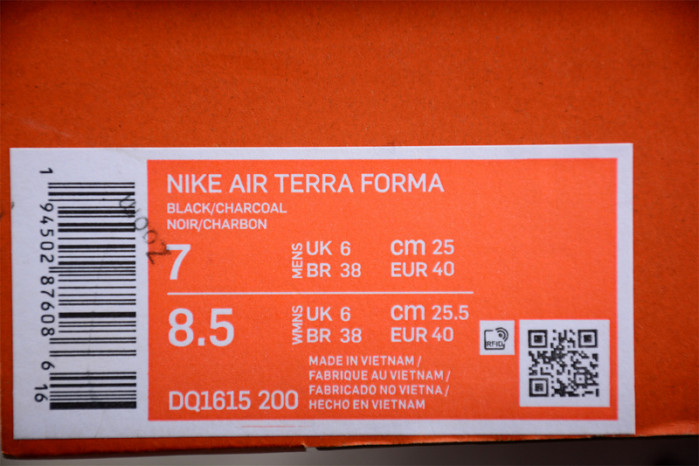 NIKE AIR TERRA FORMA
BLACK/CHARCOAL
NOIR/CHARBON
7 MENS UK 6 cm 25
BR 38 EUR 40
8.5 WMNS UK 6 cm 25.5
BR 38 EUR 40
RFID
MADE IN VIETNAM /
FABRIQUE AU VIETNAM /
FABRICADO NO VIETNA /
HECHO EN VIETNAM
DQ1615 200
1 94502 87608 6 16